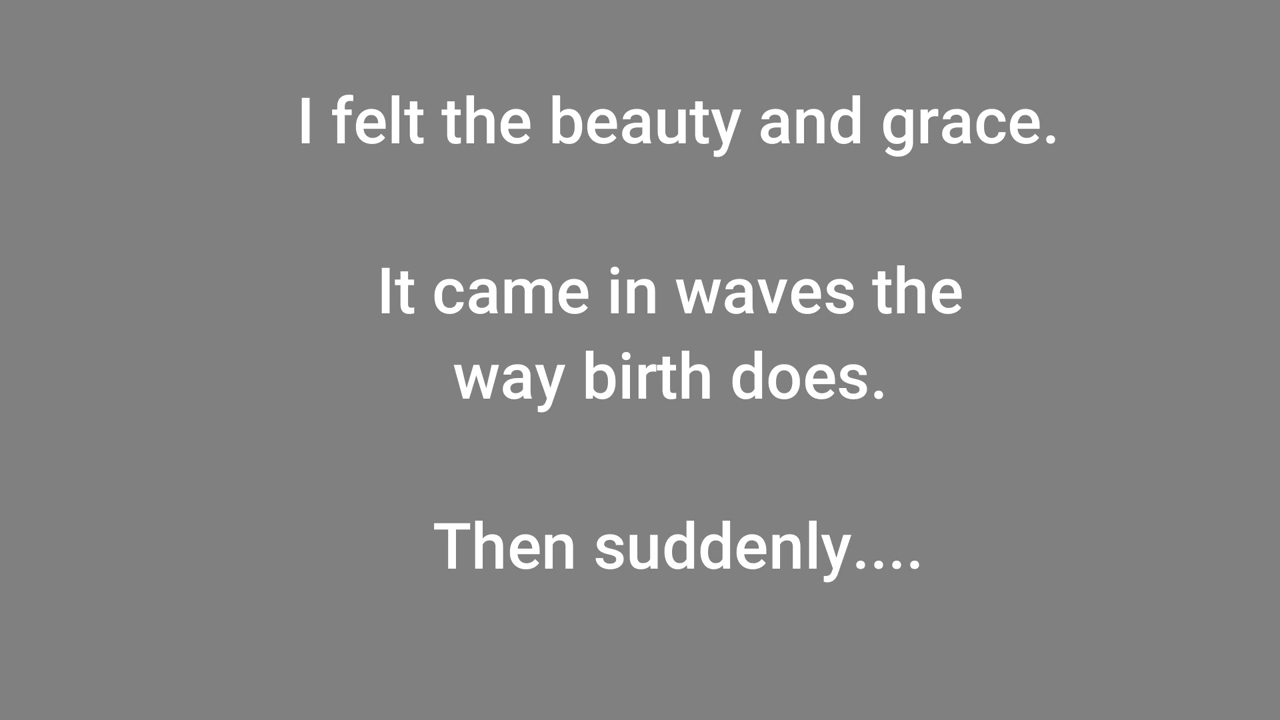 I felt the beauty and grace.
It came in waves the
way birth does.
Then suddenly....